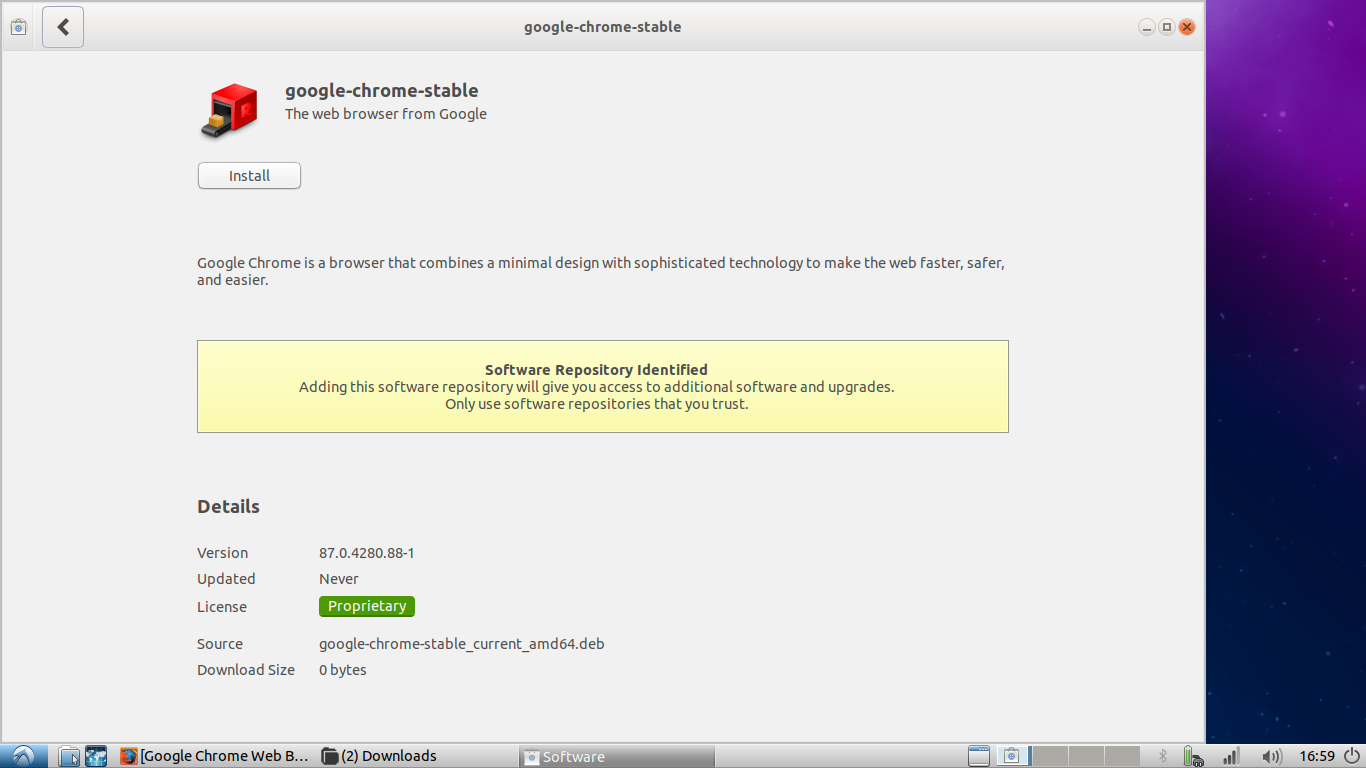 google-chrome-stable
google-chrome-stable
The web browser from Google
Install
Google Chrome is a browser that combines a minimal design with sophisticated technology to make the web faster, safer,
and easier.
Software Repository Identified
Adding this software repository will give you access to additional software and upgrades.
Only use software repositories that you trust.
Details
Version 87.0.4280.88-1
Updated Never
License Proprietary
Source google-chrome-stable_current_amd64.deb
Download Size 0 bytes
[Google Chrome Web B... (2) Downloads Software 16:59